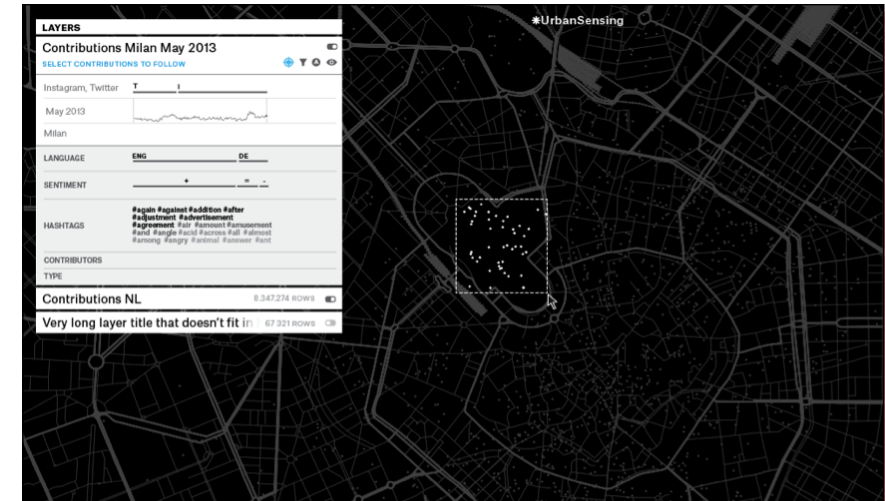 LAYERS
Contributions Milan May 2013
SELECT CONTRIBUTIONS TO FOLLOW
Instagram, Twitter T I
May 2013
Milan
LANGUAGE ENG DE
SENTIMENT + = -
HASHTAGS
#again #against #addition #after
#adjustment #advertisement
#agreement #air #amount #amusement
#and #angle #acid #across #all #almost
#among #angry #animal #answer #ant
CONTRIBUTORS
TYPE
Contributions NL 8.347.274 ROWS
Very long layer title that doesn't fit in 67.321 ROWS
✱UrbanSensing